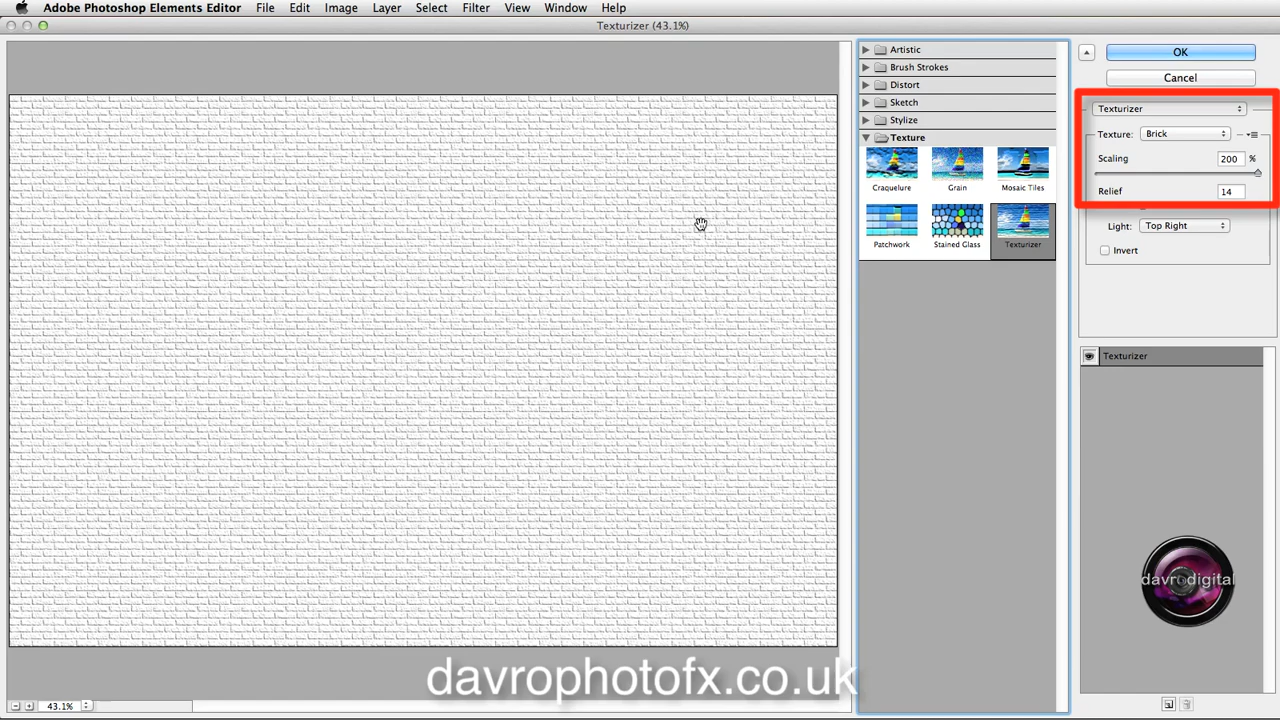 Adobe Photoshop Elements Editor File Edit Image Layer Select Filter View Window Help
Texturizer (43.1%)
Artistic
Brush Strokes
Distort
Sketch
Stylize
Texture
Craquelure Grain Mosaic Tiles
Patchwork Stained Glass Texturizer
OK
Cancel
Texturizer
Texture: Brick
Scaling 200 %
Relief 14
Light: Top Right
Invert
Texturizer
davrodigital
davrophotofx.co.uk
43.1%